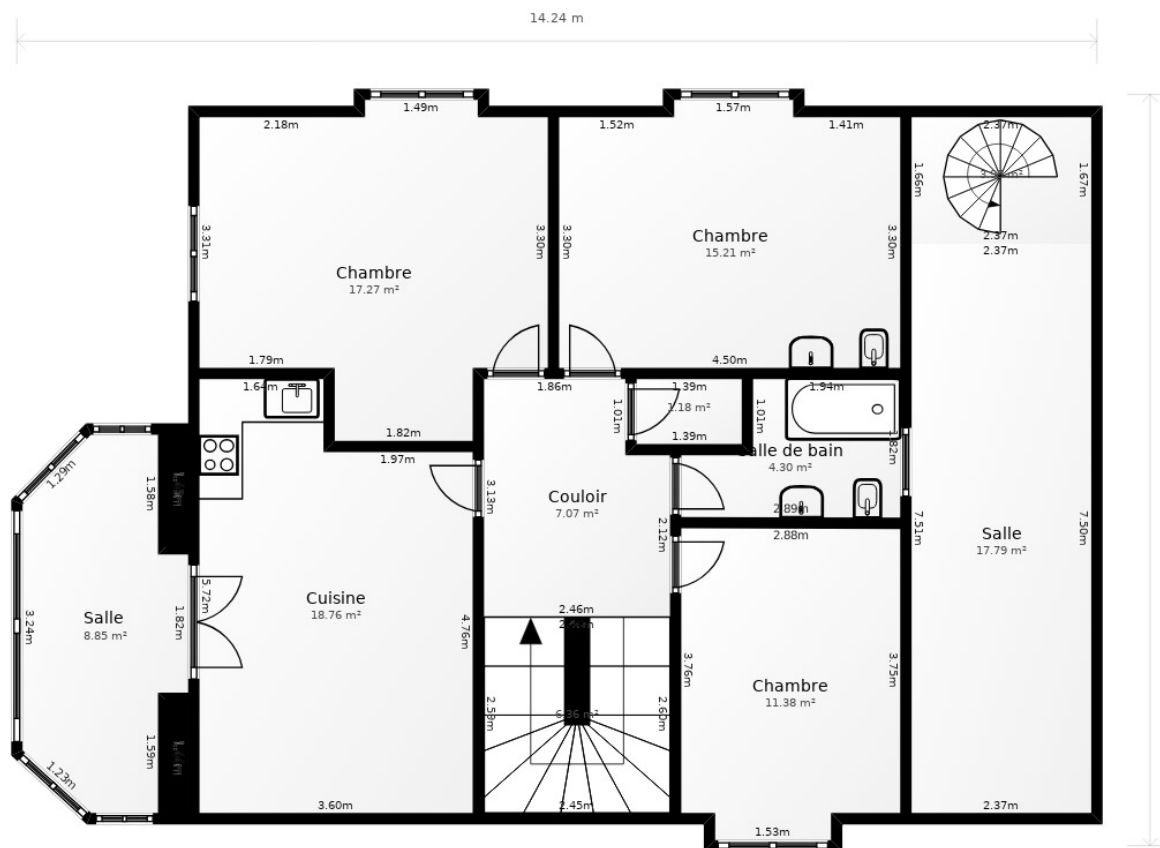 14.24 m
1.49m
1.57m
2.18m
1.52m
1.41m
2.37m
1.66m
1.67m
3.31m
3.30m
3.30m
3.30m
Chambre
15.21 m²
2.37m
2.37m
Chambre
17.27 m²
1.79m
4.50m
1.64m
1.86m
1.39m
1.94m
1.01m
1.18 m²
1.01m
1.82m
1.39m
1.97m
Salle de bain
4.30 m²
1.29m
1.58m
3.13m
Couloir
7.07 m²
2.89m
2.12m
2.88m
7.51m
Salle
17.79 m²
7.50m
5.72m
Cuisine
18.76 m²
3.24m
Salle
8.85 m²
1.82m
4.76m
2.46m
3.76m
3.75m
Chambre
11.38 m²
2.59m
6.36 m²
2.60m
1.59m
1.23m
3.60m
2.45m
2.37m
1.53m